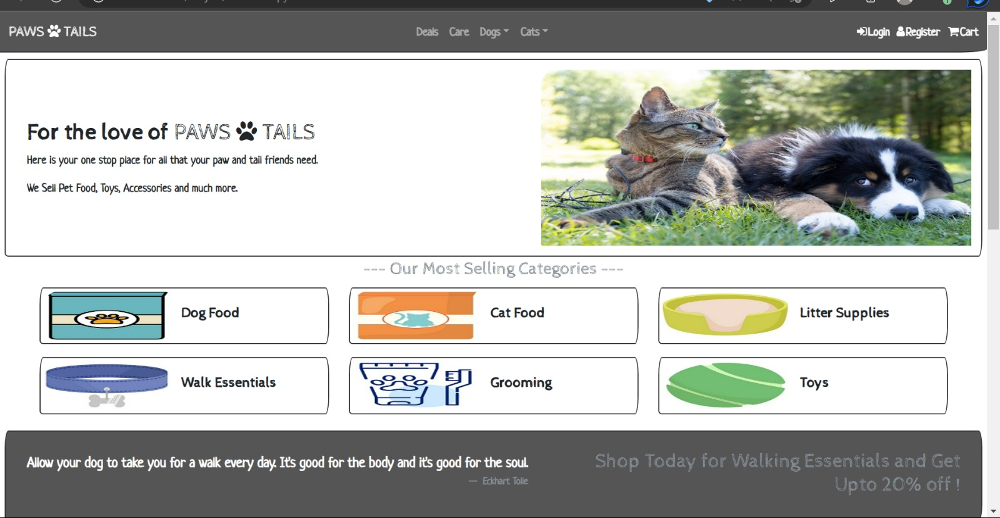 PAWS TAILS
Deals Care Dogs Cats
Login Register Cart
For the love of PAWS TAILS
Here is your one stop place for all that your paw and tail friends need.
We Sell Pet Food, Toys, Accessories and much more.
--- Our Most Selling Categories ---
Dog Food
Cat Food
Litter Supplies
Walk Essentials
Grooming
Toys
Allow your dog to take you for a walk every day. It's good for the body and it's good for the soul.
— Eckhart Tolle
Shop Today for Walking Essentials and Get
Upto 20% off !